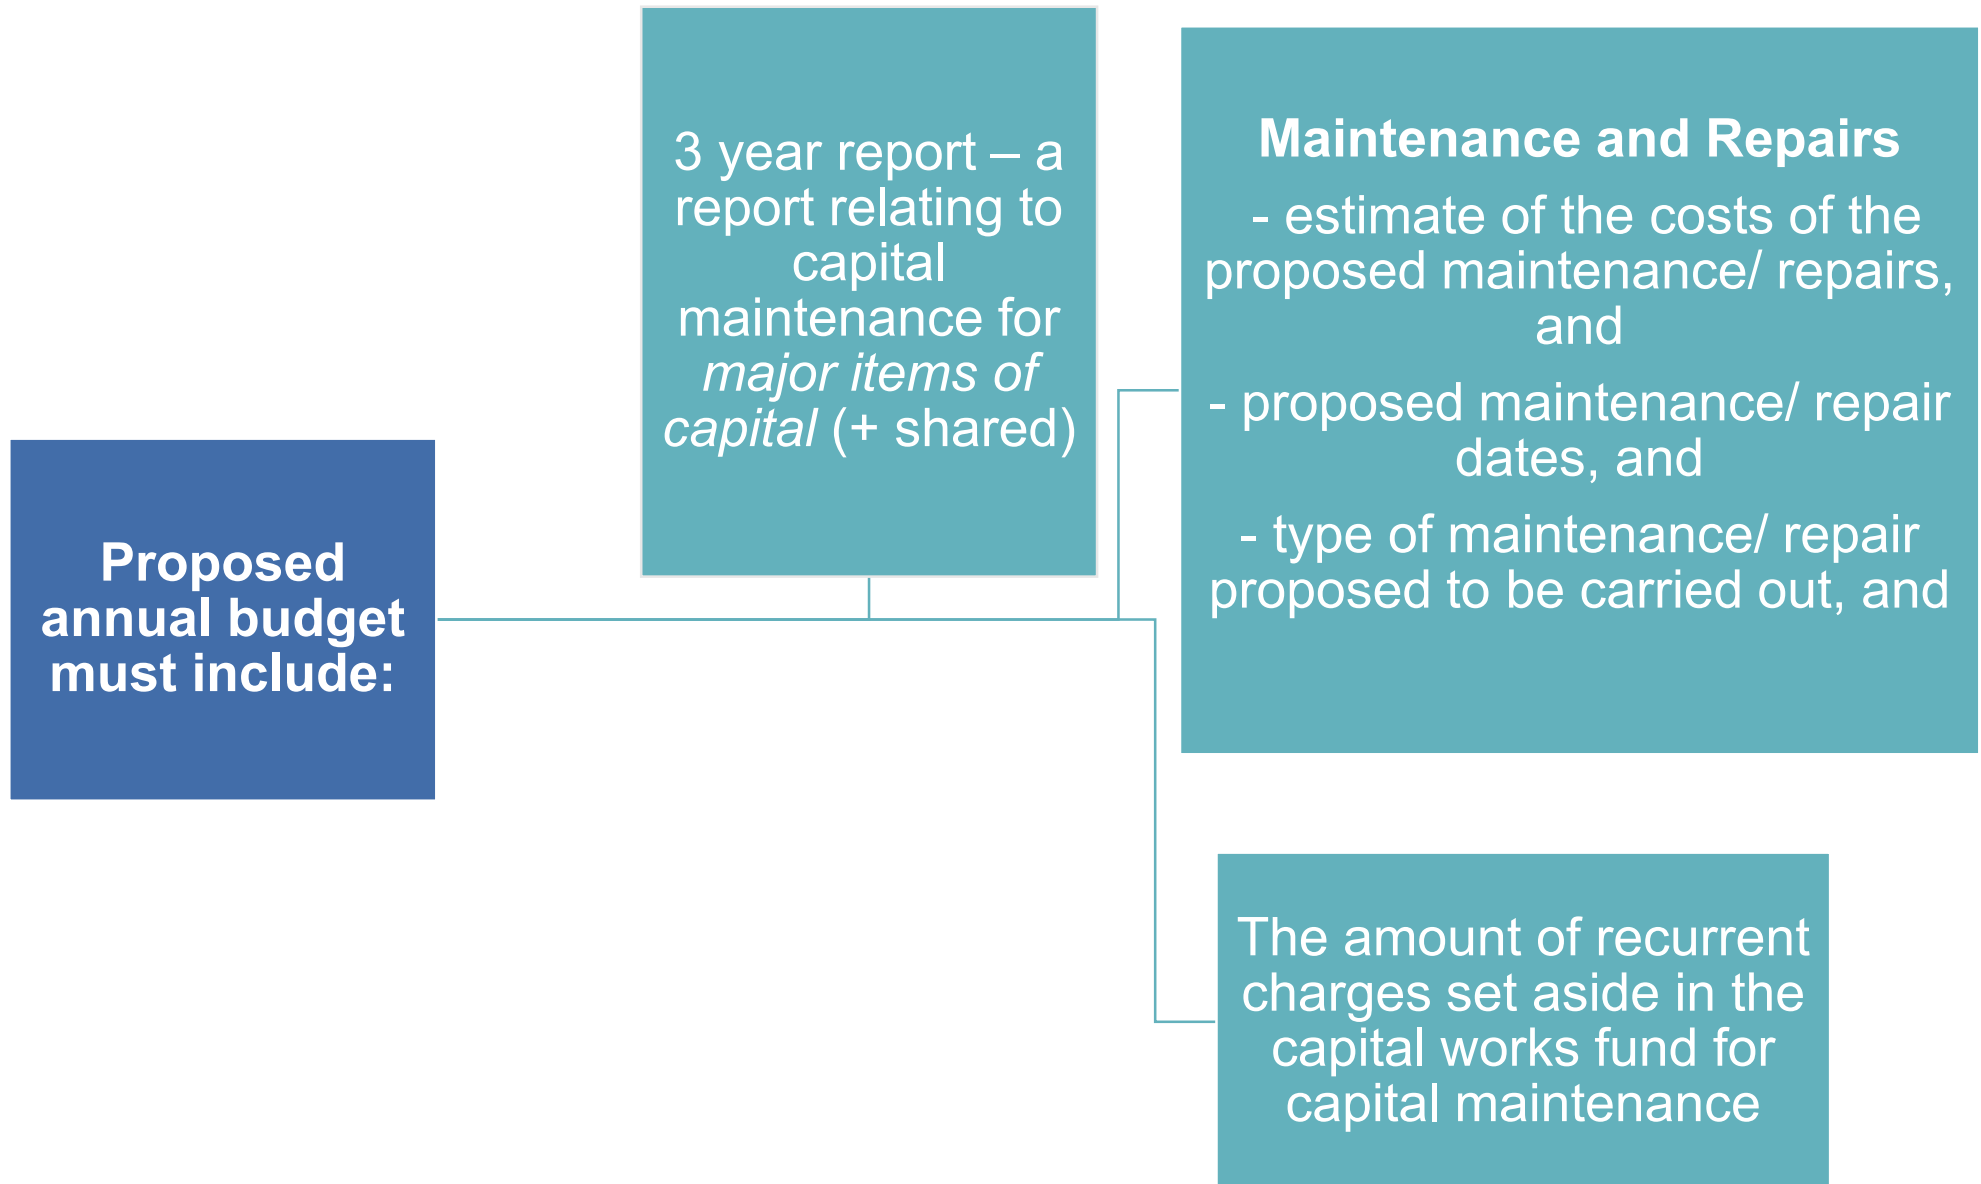 Proposed
annual budget
must include:
3 year report – a
report relating to
capital
maintenance for
major items of
capital (+ shared)
Maintenance and Repairs
- estimate of the costs of the
proposed maintenance/ repairs,
and
- proposed maintenance/ repair
dates, and
- type of maintenance/ repair
proposed to be carried out, and
The amount of recurrent
charges set aside in the
capital works fund for
capital maintenance